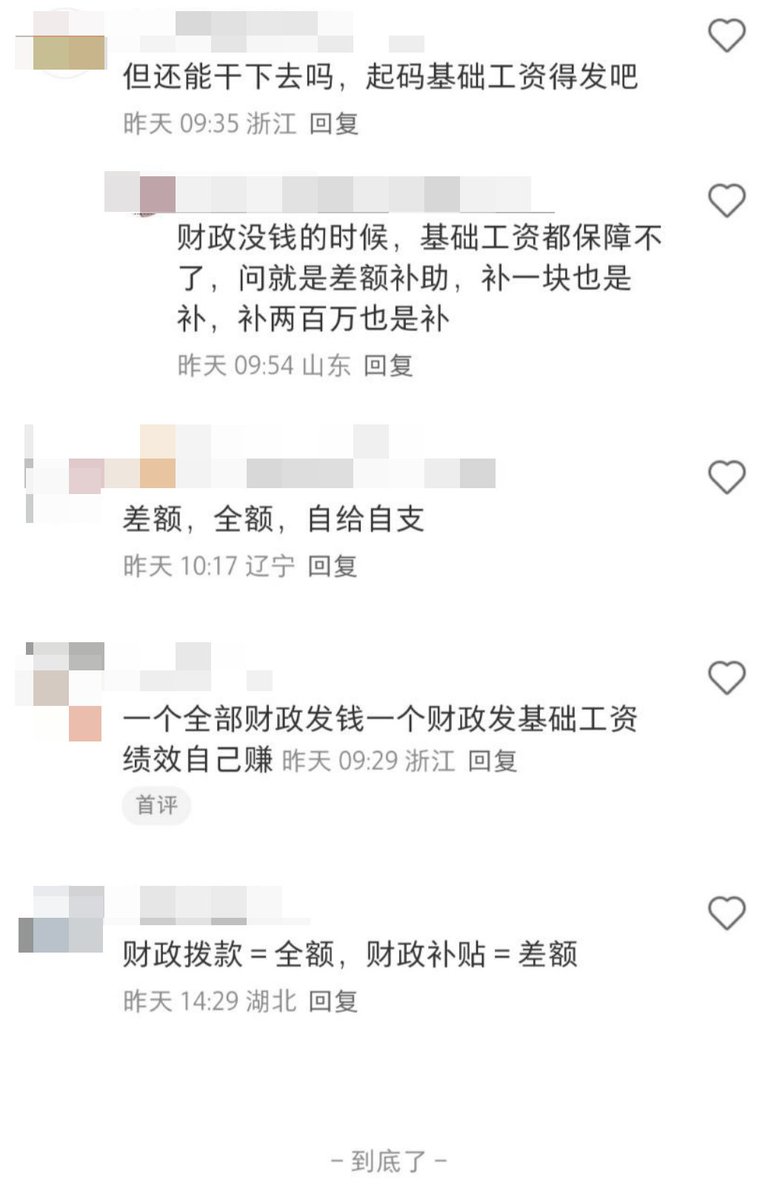 但还能干下去吗，起码基础工资得发吧
昨天 09:35 浙江 回复
财政没钱的时候，基础工资都保障不
了，问就是差额补助，补一块也是
补，补两百万也是补
昨天 09:54 山东 回复
差额，全额，自给自支
昨天 10:17 辽宁 回复
一个全部财政发钱一个财政发基础工资
绩效自己赚 昨天 09:29 浙江 回复
首评
财政拨款=全额，财政补贴=差额
昨天 14:29 湖北 回复
- 到底了 -